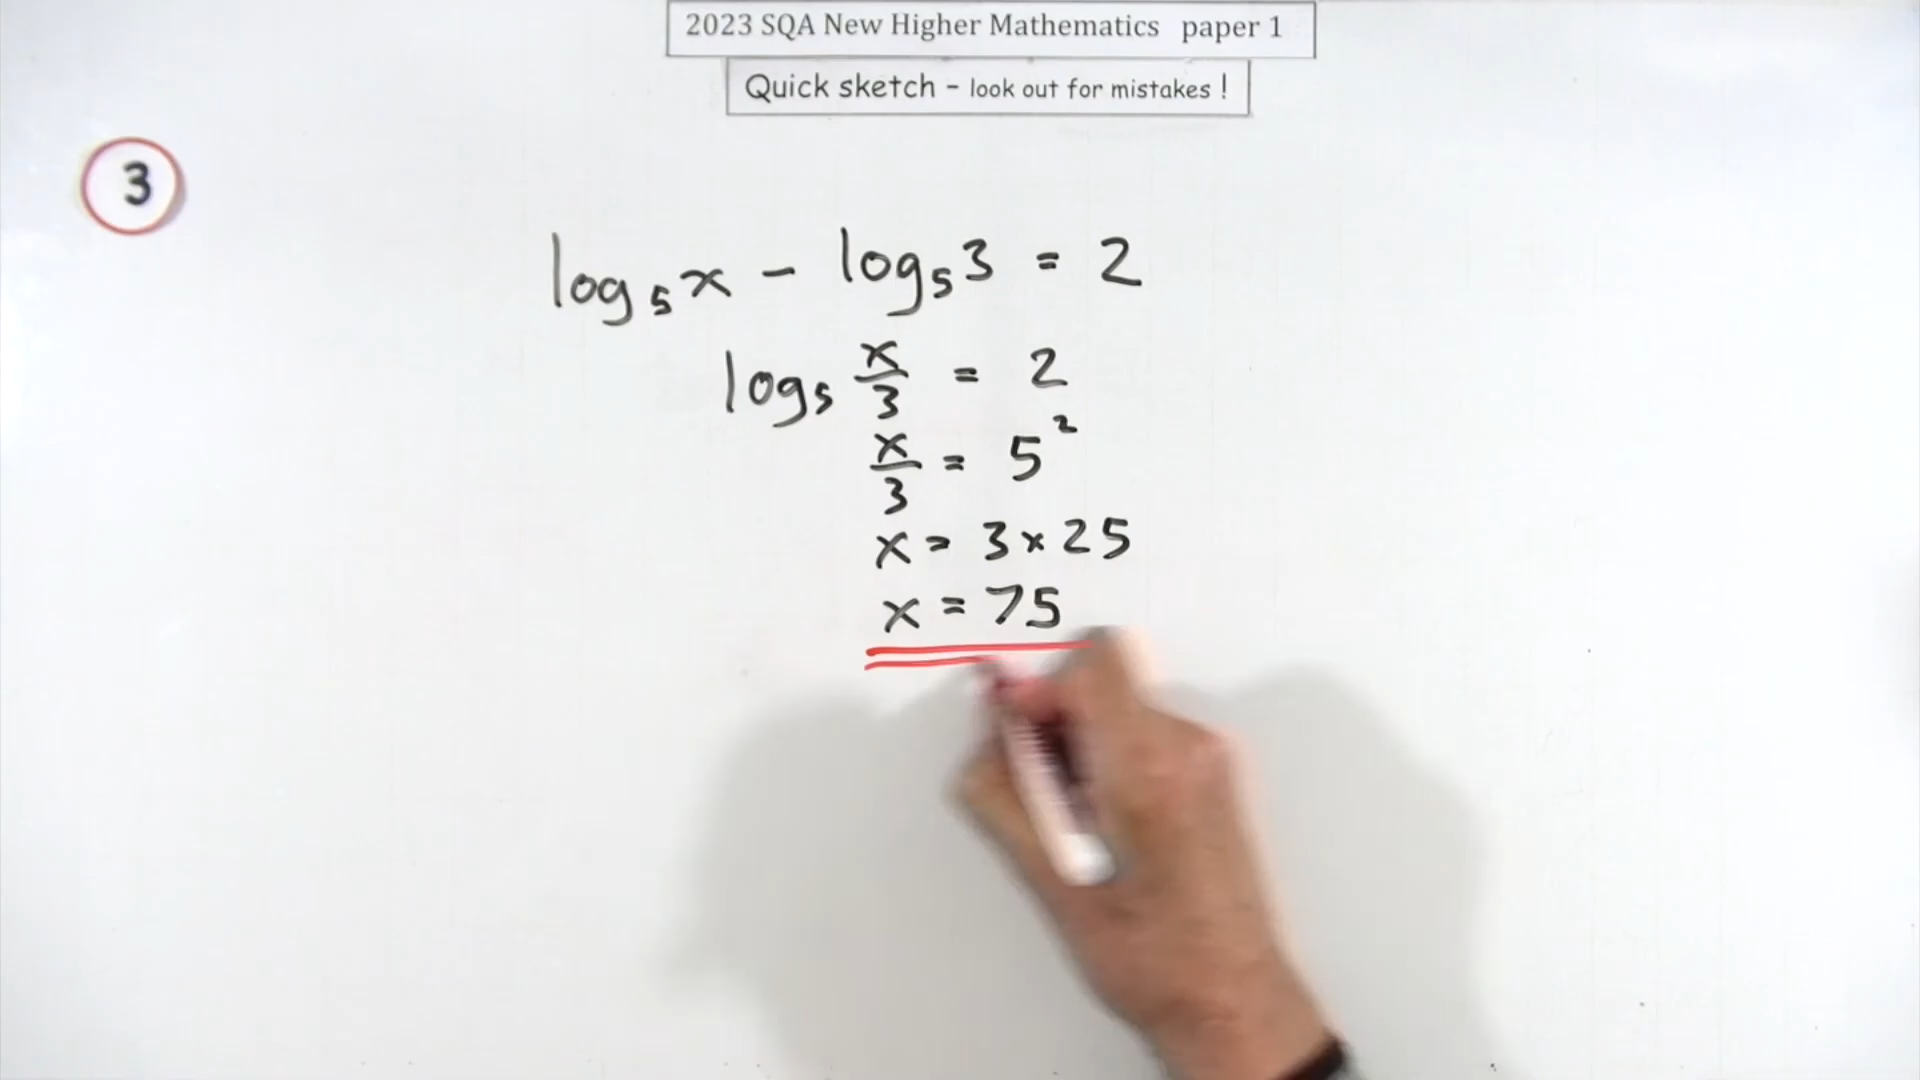 2023 SQA New Higher Mathematics paper 1
Quick sketch – look out for mistakes !
3
log₅x − log₅3 = 2
log₅ x/3 = 2
x/3 = 5²
x = 3×25
x = 75